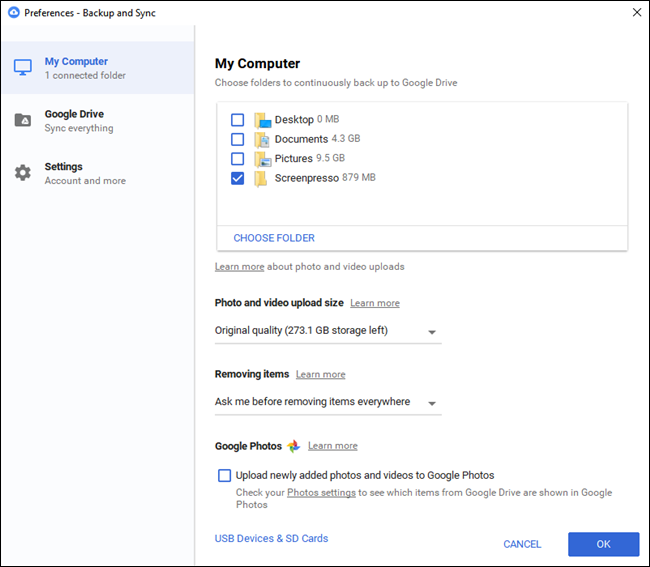 Preferences - Backup and Sync
My Computer
1 connected folder
Google Drive
Sync everything
Settings
Account and more
My Computer
Choose folders to continuously back up to Google Drive
Desktop 0 MB
Documents 4.3 GB
Pictures 9.5 GB
Screenpresso 879 MB
CHOOSE FOLDER
Learn more about photo and video uploads
Photo and video upload size Learn more
Original quality (273.1 GB storage left)
Removing items Learn more
Ask me before removing items everywhere
Google Photos Learn more
Upload newly added photos and videos to Google Photos
Check your Photos settings to see which items from Google Drive are shown in Google
Photos
USB Devices & SD Cards
CANCEL OK